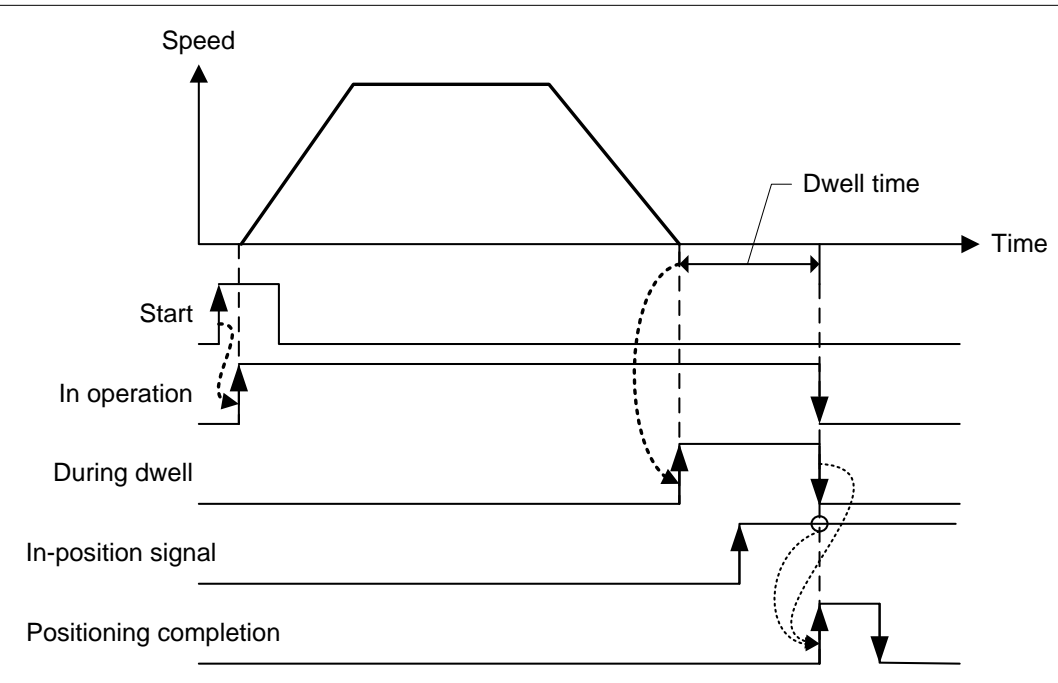 Speed
Dwell time
Time
Start
In operation
During dwell
In-position signal
Positioning completion